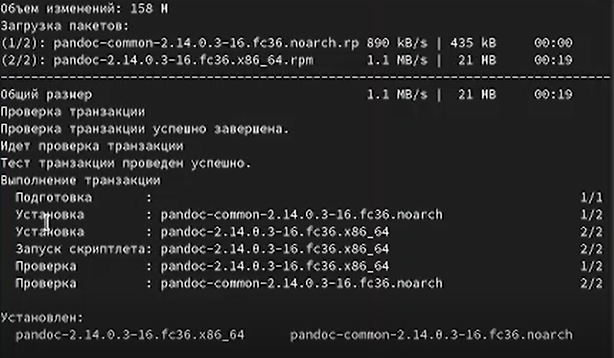 Объем изменений: 158 M
Загрузка пакетов:
(1/2): pandoc-common-2.14.0.3-16.fc36.noarch.rp 890 kB/s | 435 kB 00:00
(2/2): pandoc-2.14.0.3-16.fc36.x86_64.rpm 1.1 MB/s | 21 MB 00:19
--------------------------------------------------------------------------------
Общий размер 1.1 MB/s | 21 MB 00:19
Проверка транзакции
Проверка транзакции успешно завершена.
Идет проверка транзакции
Тест транзакции проведен успешно.
Выполнение транзакции
Подготовка : 1/1
Установка : pandoc-common-2.14.0.3-16.fc36.noarch 1/2
Установка : pandoc-2.14.0.3-16.fc36.x86_64 2/2
Запуск скриптлета: pandoc-2.14.0.3-16.fc36.x86_64 2/2
Проверка : pandoc-2.14.0.3-16.fc36.x86_64 1/2
Проверка : pandoc-common-2.14.0.3-16.fc36.noarch 2/2
Установлен:
pandoc-2.14.0.3-16.fc36.x86_64 pandoc-common-2.14.0.3-16.fc36.noarch